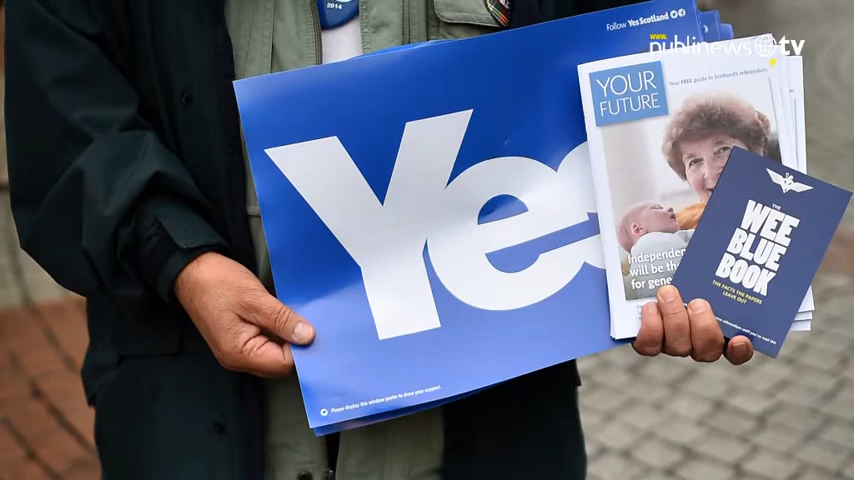 2014
Follow YesScotland
www.
publinews tv
Yes
Please display this window poster to show your support.
YOUR
FUTURE
Your FREE guide to Scotland's referendum
Independen
will be th
for gene
THE
WEE
BLUE
BOOK
THE FACTS THE PAPERS
LEAVE OUT